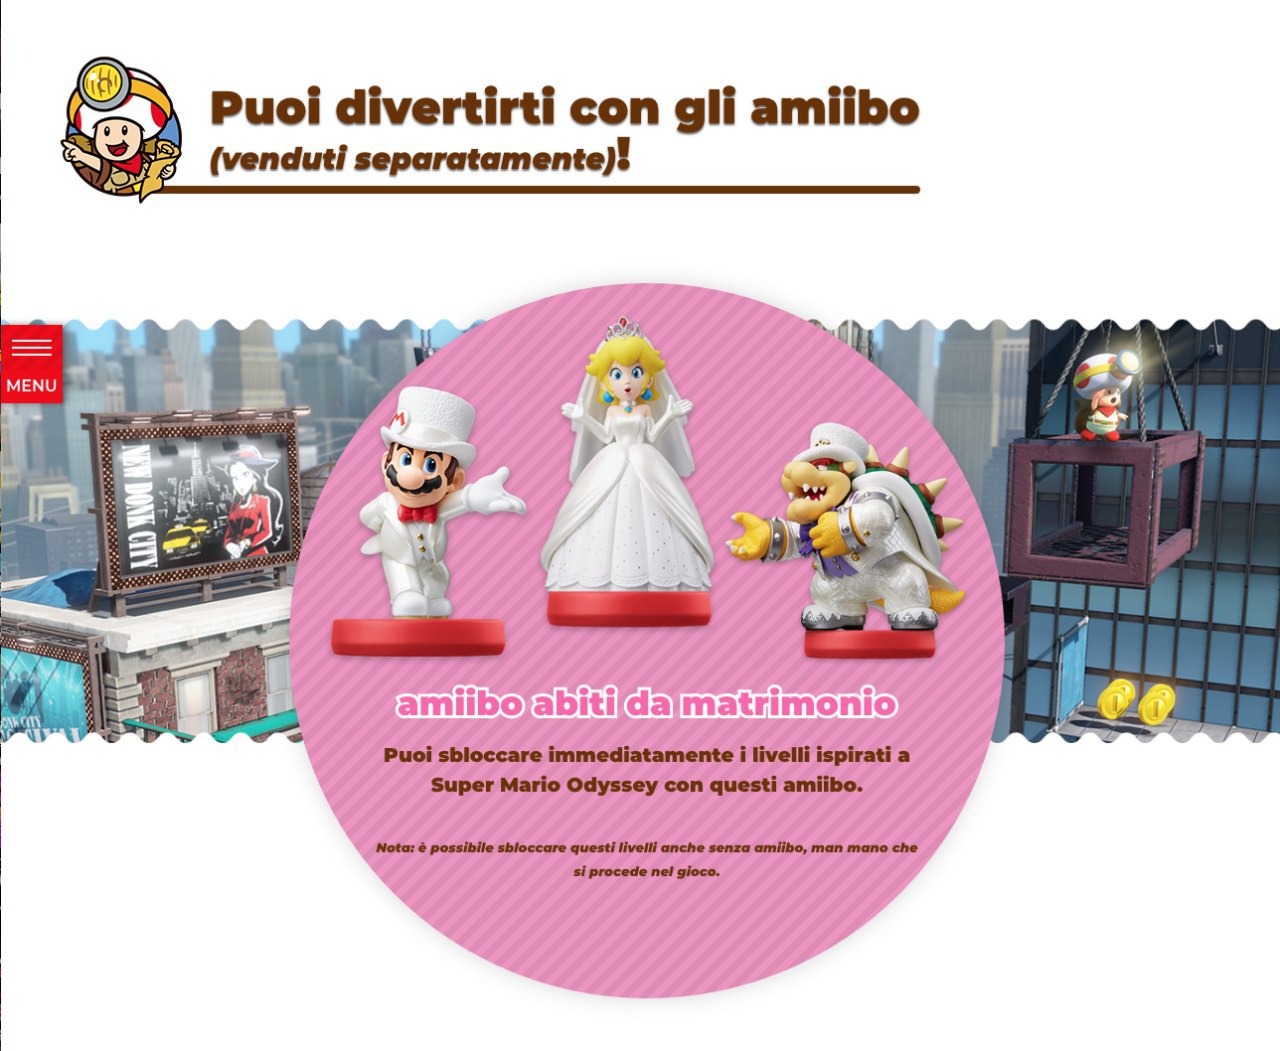 Puoi divertirti con gli amiibo
(venduti separatamente)!
MENU
NEW DONK CITY
amiibo abiti da matrimonio
Puoi sbloccare immediatamente i livelli ispirati a
Super Mario Odyssey con questi amiibo.
Nota: è possibile sbloccare questi livelli anche senza amiibo, man mano che
si procede nel gioco.